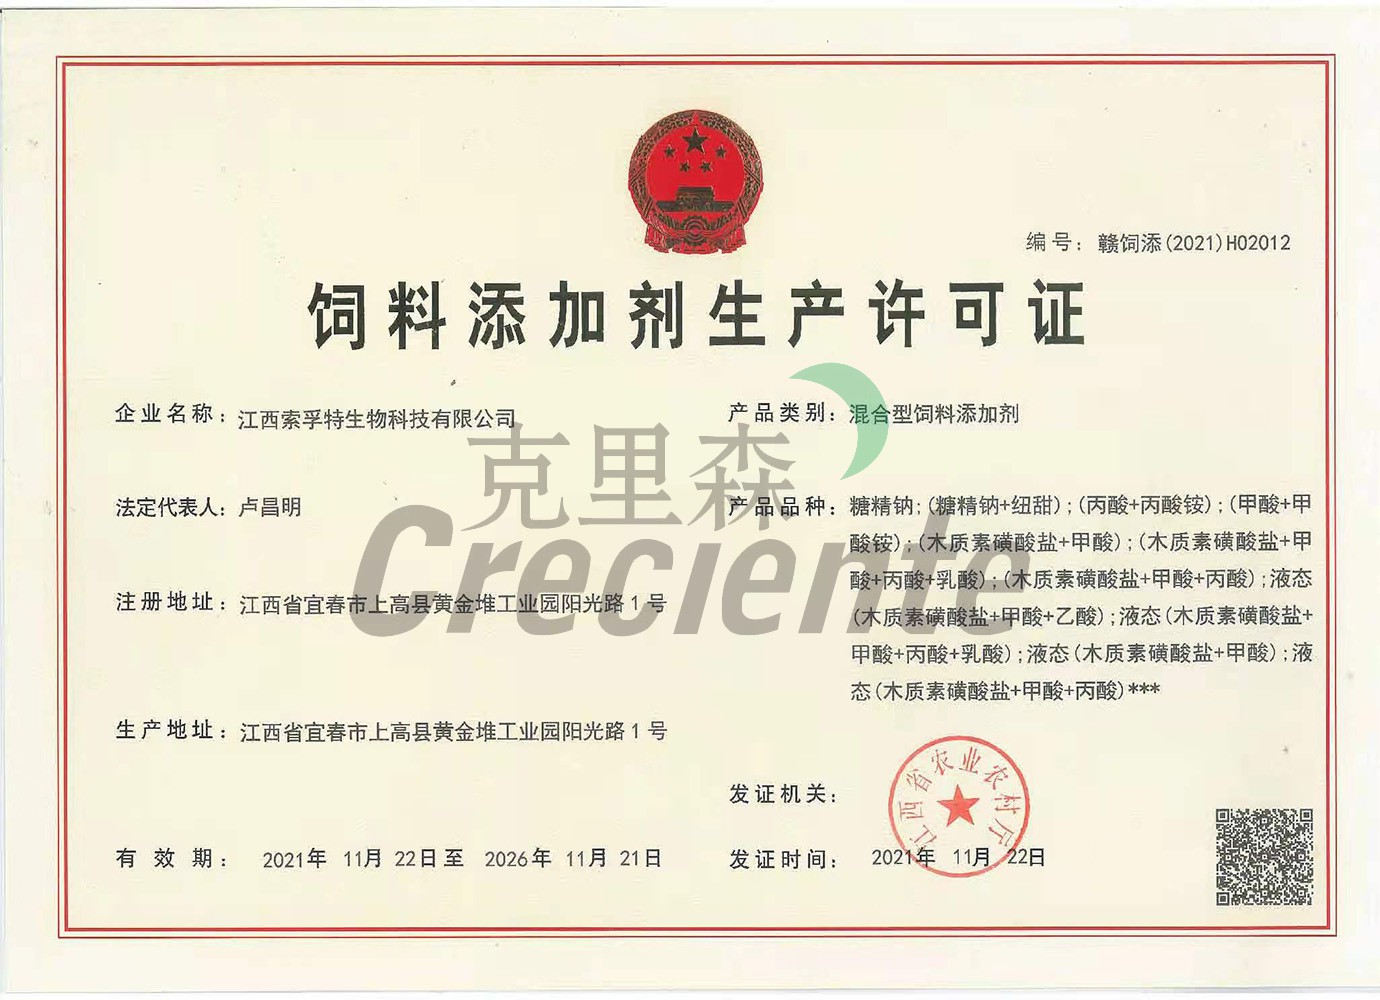 编号：赣饲添(2021)H02012
饲料添加剂生产许可证
企业名称：江西索孚特生物科技有限公司
产品类别：混合型饲料添加剂
克里森
Creciente
法定代表人：卢昌明
产品品种：糖精钠；(糖精钠+纽甜)；(丙酸+丙酸铵)；(甲酸+甲
酸铵)；(木质素磺酸盐+甲酸)；(木质素磺酸盐+甲
酸+丙酸+乳酸)；(木质素磺酸盐+甲酸+丙酸)；液态
(木质素磺酸盐+甲酸+乙酸)；液态(木质素磺酸盐+
甲酸+丙酸+乳酸)；液态(木质素磺酸盐+甲酸)；液
态(木质素磺酸盐+甲酸+丙酸)***
注册地址：江西省宜春市上高县黄金堆工业园阳光路1号
生产地址：江西省宜春市上高县黄金堆工业园阳光路1号
发证机关：
江西省农业农村厅
有效期：2021年 11月 22日至 2026年 11月 21日
发证时间：2021年 11月 22日